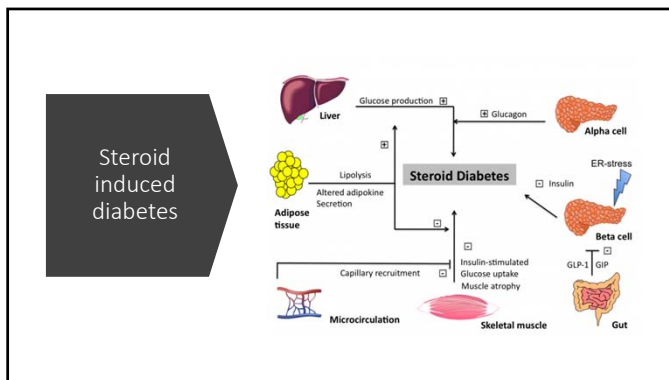 Steroid
induced
diabetes
Liver
Glucose production +
+ Glucagon
Alpha cell
+
ER-stress
Lipolysis
Altered adipokine
Secretion
Adipose
tissue
Steroid Diabetes
- Insulin
Beta cell
-
-
GLP-1 GIP
-
Insulin-stimulated
Glucose uptake
Muscle atrophy
Capillary recruitment -
Microcirculation
Skeletal muscle
Gut